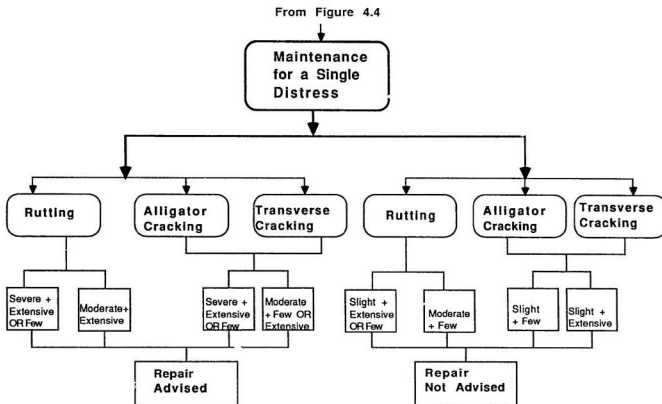 From Figure 4.4
Maintenance
for a Single
Distress
Rutting
Alligator
Cracking
Transverse
Cracking
Rutting
Alligator
Cracking
Transverse
Cracking
Severe +
Extensive
OR Few
Moderate+
Extensive
Severe +
Extensive
OR Few
Moderate
+ Few OR
Extensive
Slight +
Extensive
OR Few
Moderate
+ Few
Slight
+ Few
Slight +
Extensive
Repair
Advised
Repair
Not Advised